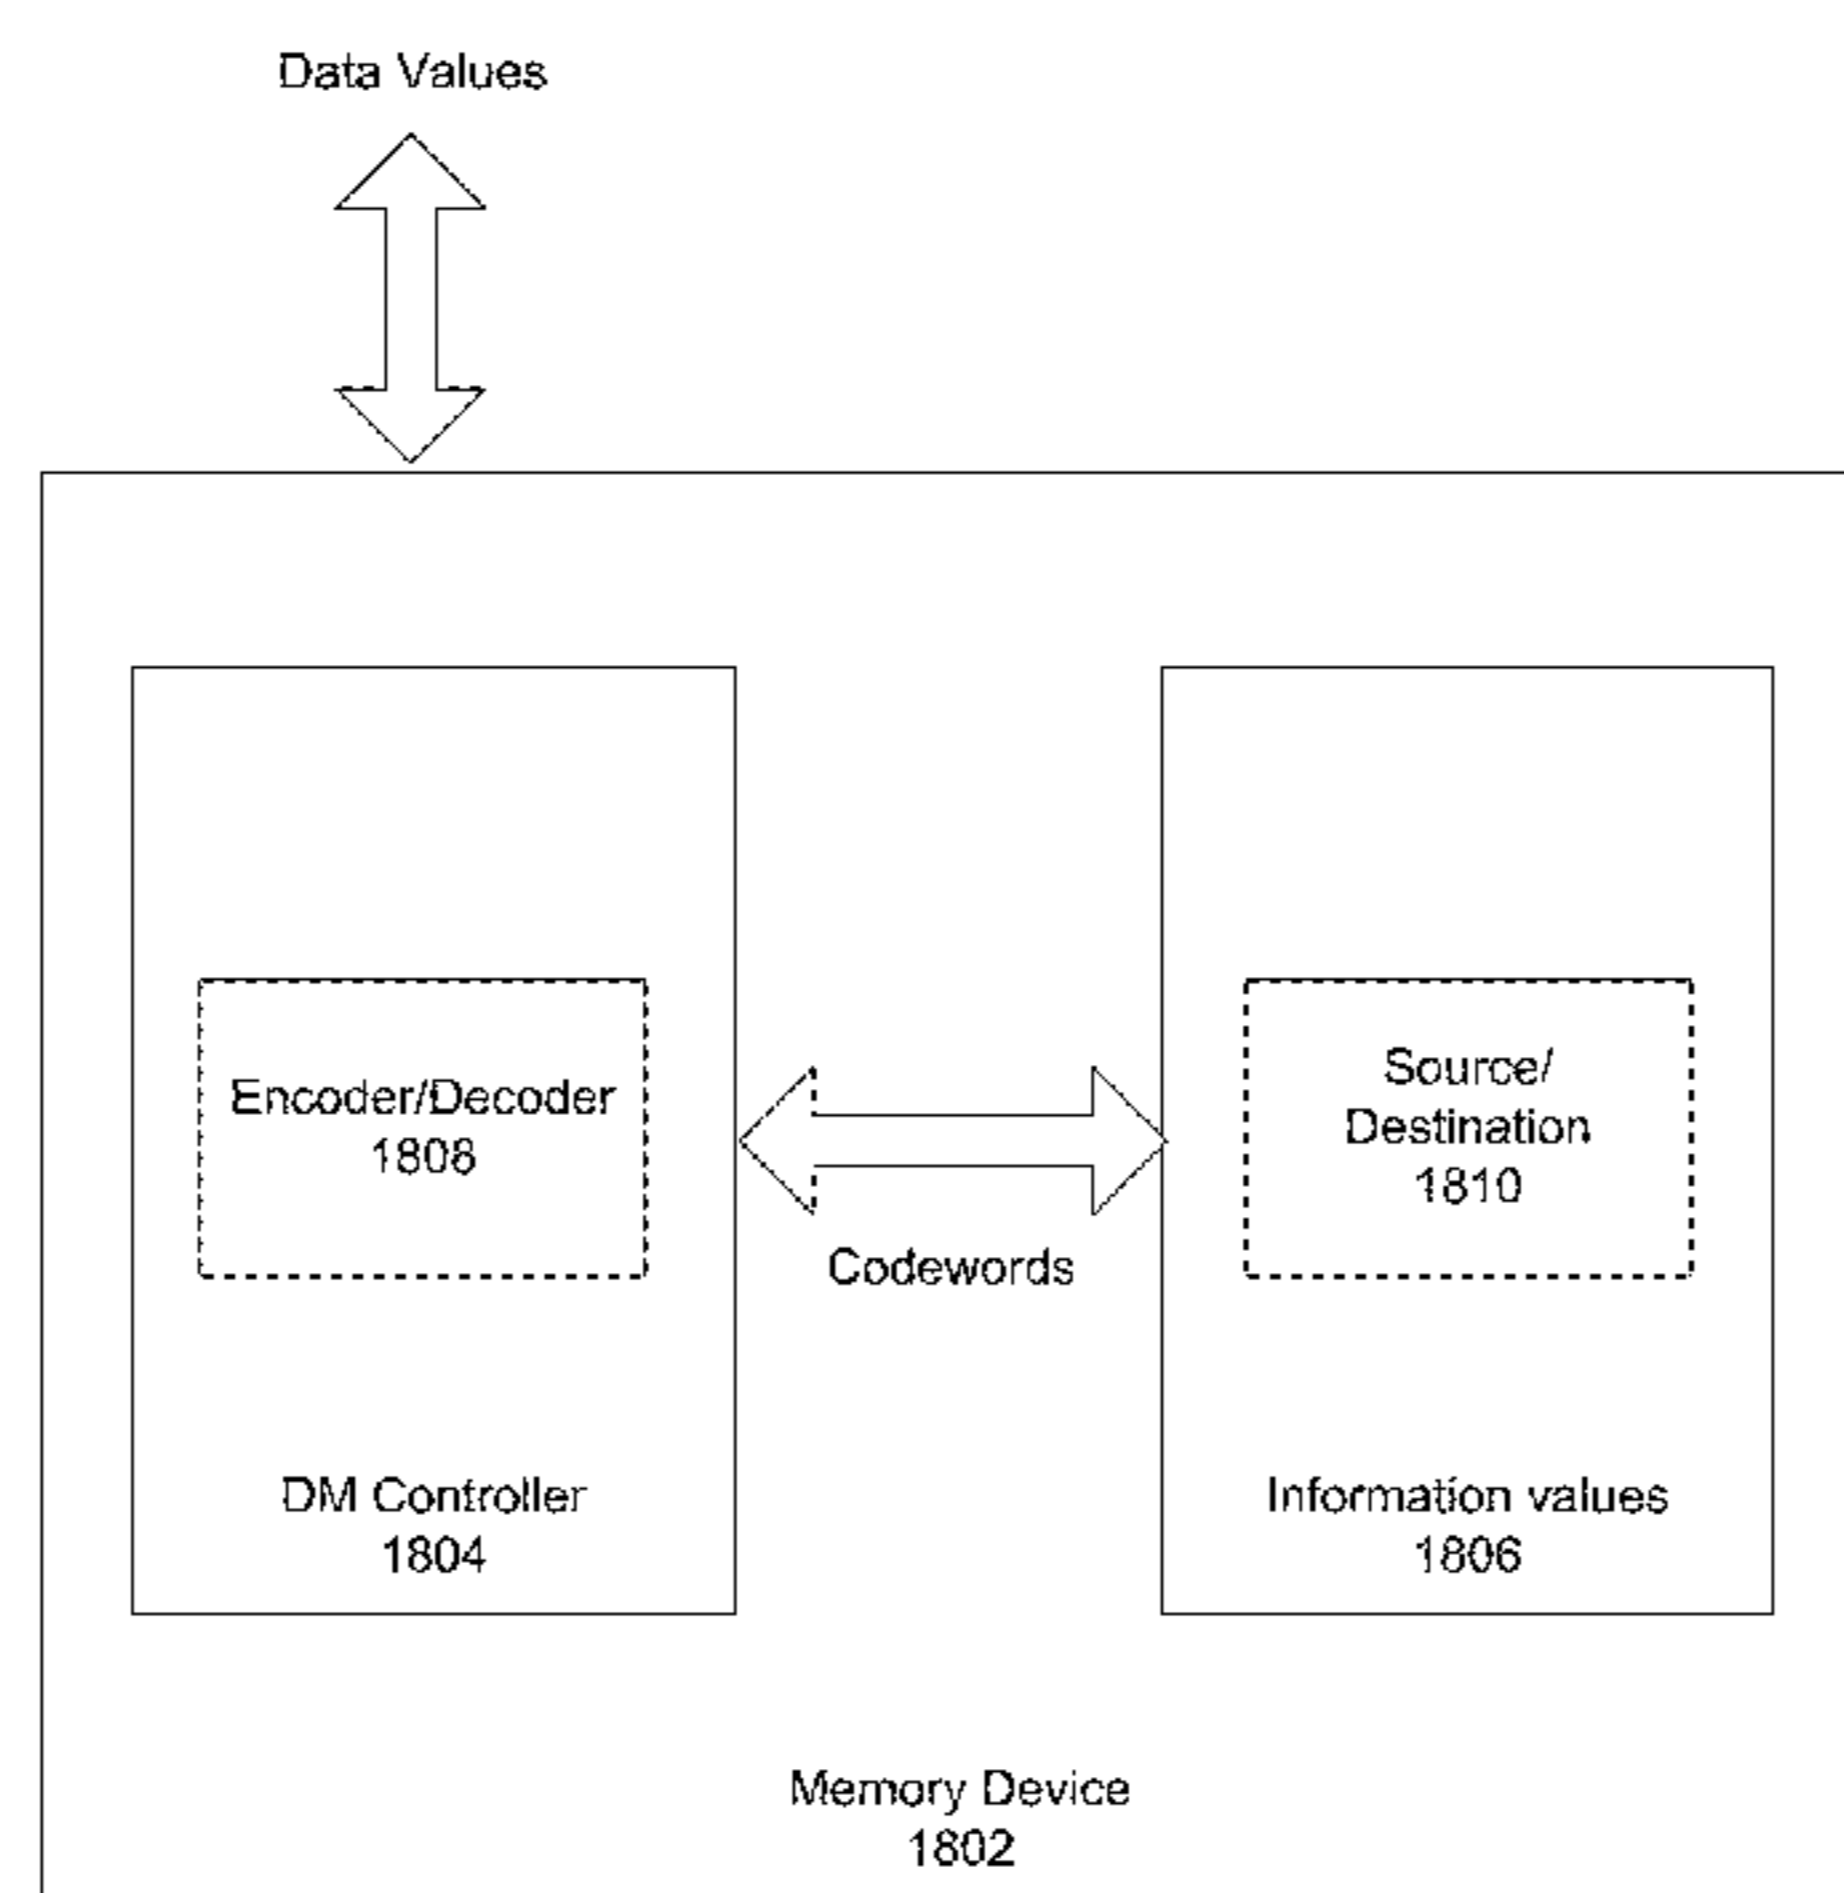 Data Values
Encoder/Decoder
1808
Source/
Destination
1810
Codewords
DM Controller
1804
Information values
1806
Memory Device
1802